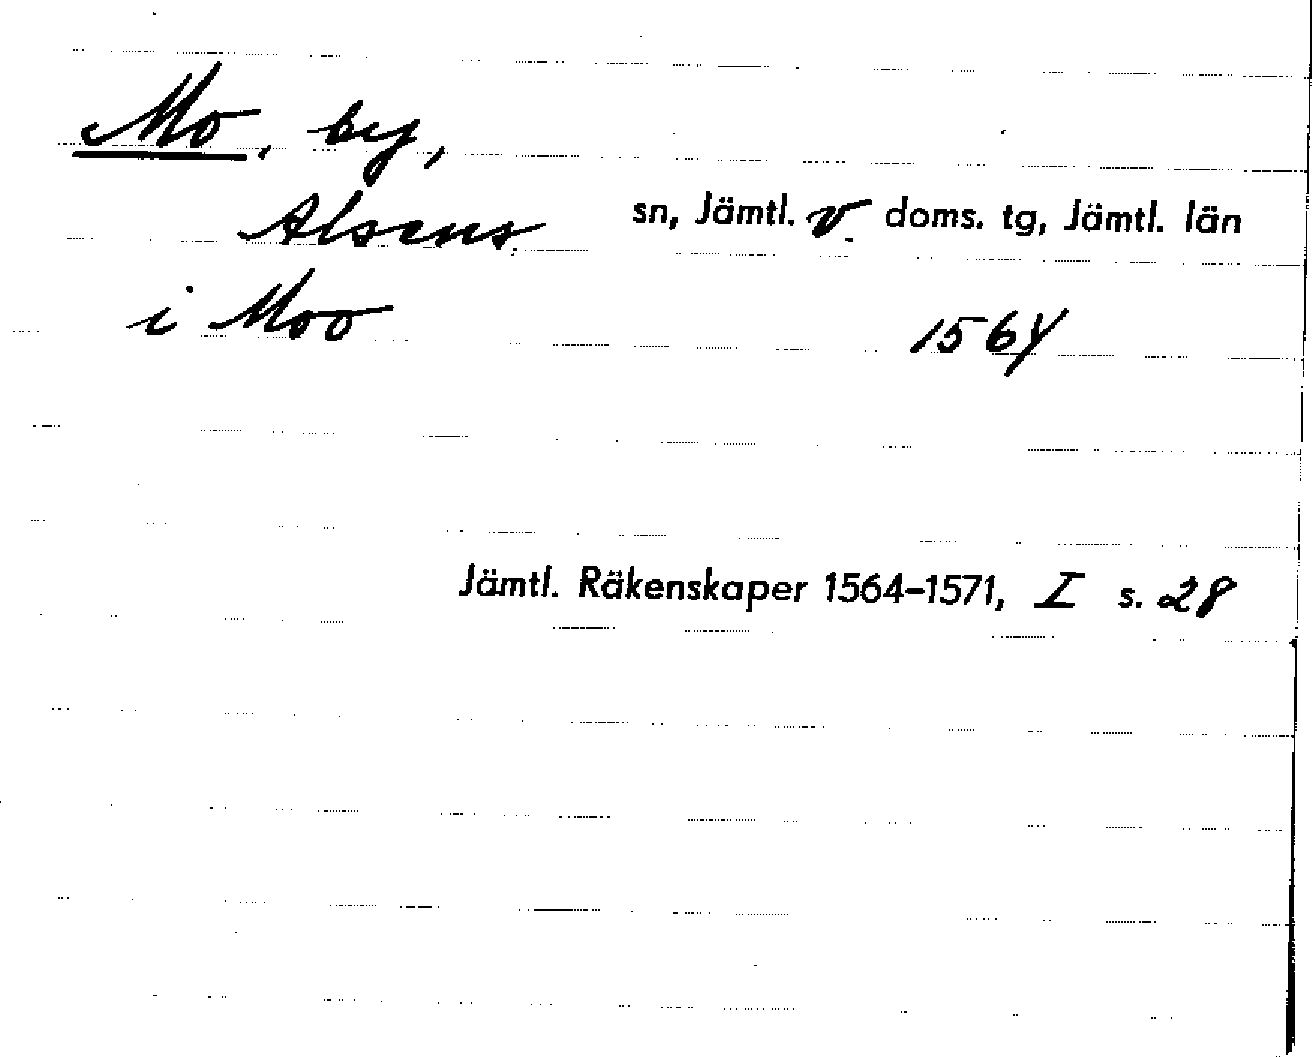 Mo, by,
Alsens sn, Jämtl. v. doms. tg, Jämtl. län
i Moo 1564
Jämtl. Räkenskaper 1564-1571, I s. 28